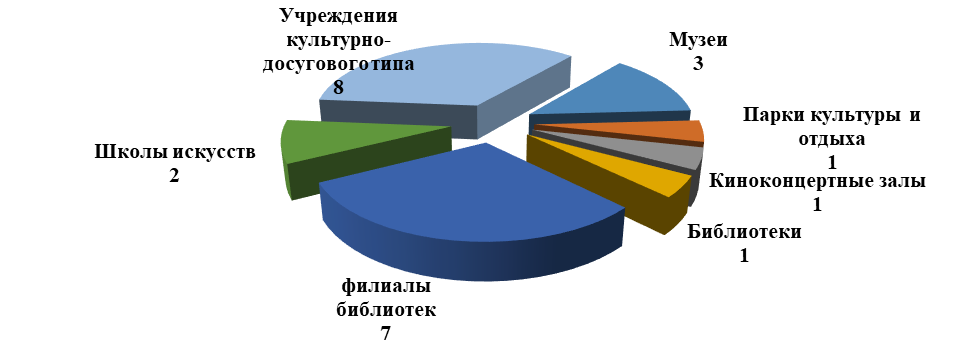 Учреждения
культурно-
досуговоготипа
8
Музеи
3
Парки культуры и
отдыха
1
Киноконцертные залы
1
Библиотеки
1
филиалы
библиотек
7
Школы искусств
2